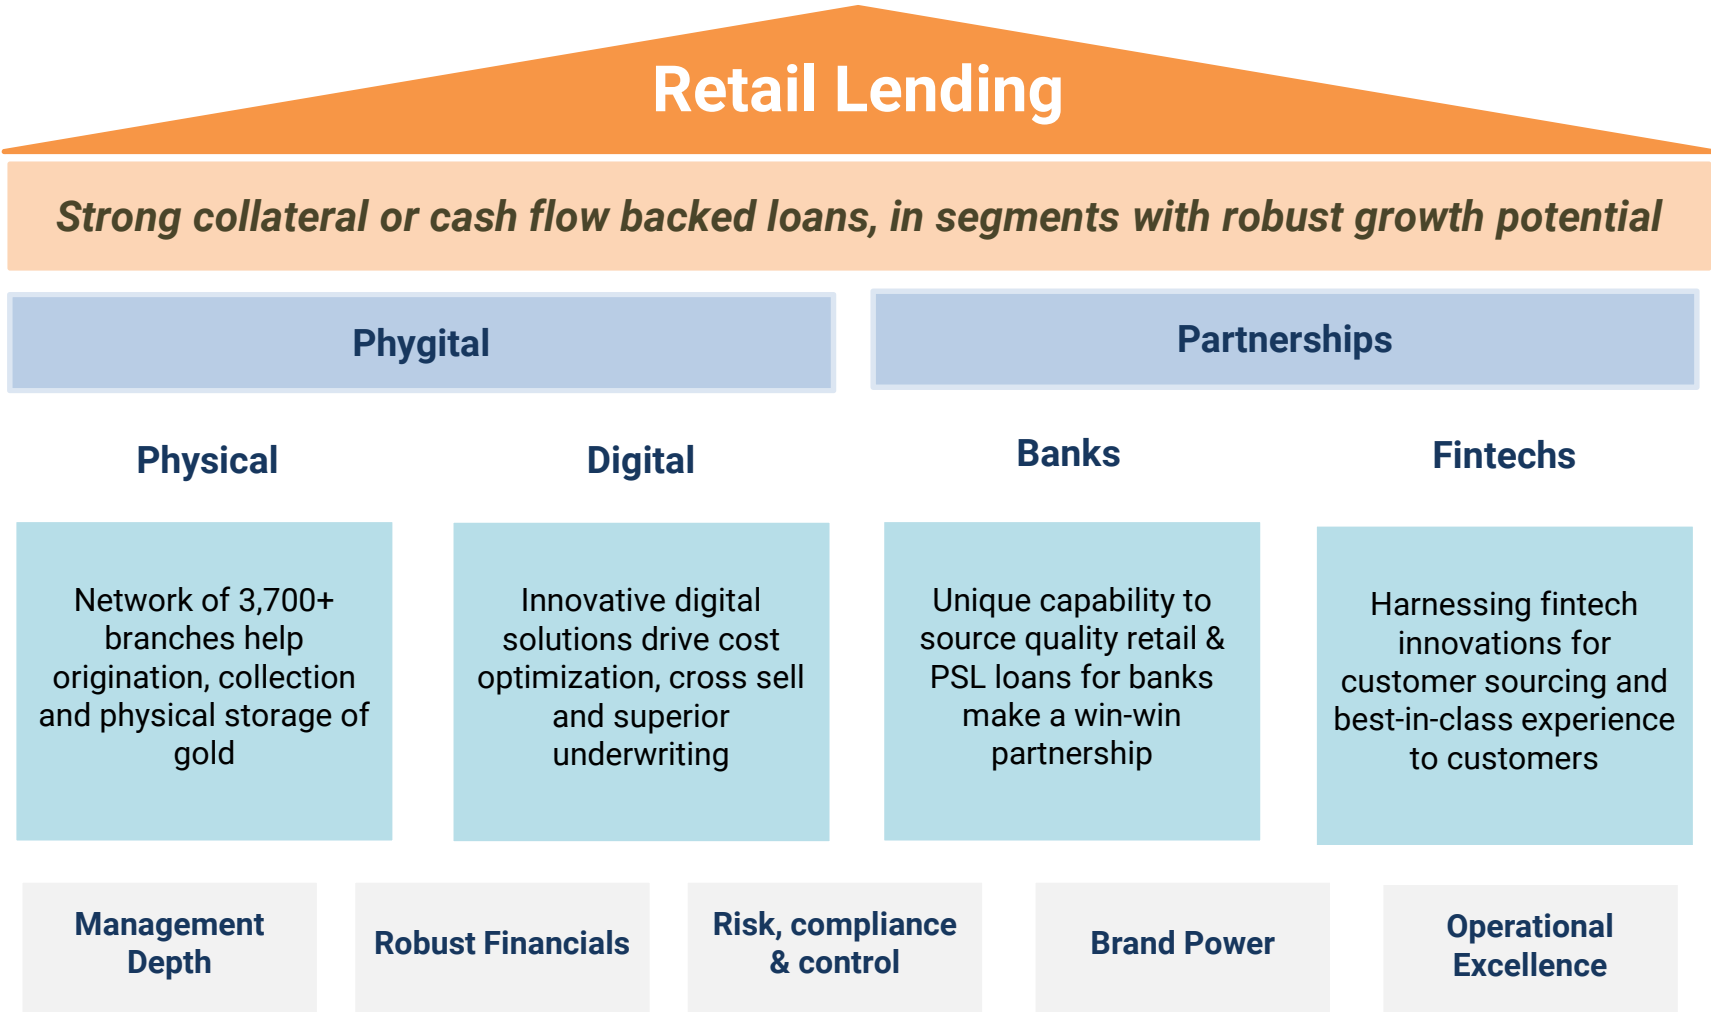 Retail Lending
Strong collateral or cash flow backed loans, in segments with robust growth potential
Phygital
Partnerships
Physical
Digital
Banks
Fintechs
Network of 3,700+
branches help
origination, collection
and physical storage of
gold
Innovative digital
solutions drive cost
optimization, cross sell
and superior
underwriting
Unique capability to
source quality retail &
PSL loans for banks
make a win-win
partnership
Harnessing fintech
innovations for
customer sourcing and
best-in-class experience
to customers
Management
Depth
Robust Financials
Risk, compliance
& control
Brand Power
Operational
Excellence